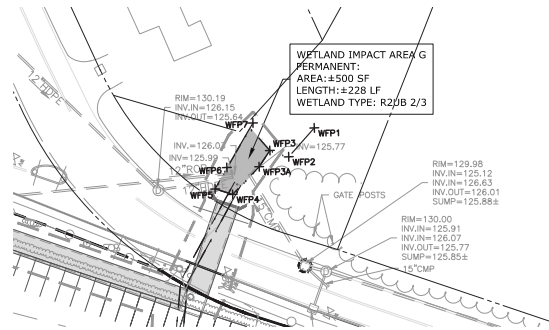 WETLAND IMPACT AREA G
PERMANENT:
AREA:±500 SF
LENGTH:±228 LF
WETLAND TYPE: R2UB 2/3
12"HDPE
RIM=130.19
INV.IN=126.15
INV.OUT=125.64
WFP7
WFP1
INV.=126.03
WFP3
INV=125.77
INV=125.99
WFP2
WFP6
WFP3A
WFP5
WFP4
GATE POSTS
RIM=129.98
INV.IN=125.12
INV.IN=126.63
INV.OUT=126.01
SUMP=125.88±
RIM=130.00
INV.IN=125.91
INV.IN=126.07
INV.OUT=125.77
SUMP=125.85±
15"CMP